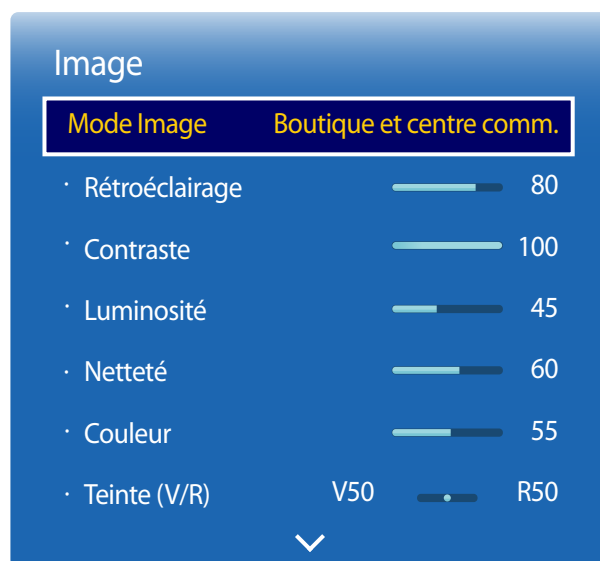 Image
Mode Image Boutique et centre comm.
· Rétroéclairage 80
· Contraste 100
· Luminosité 45
· Netteté 60
· Couleur 55
· Teinte (V/R) V50 R50